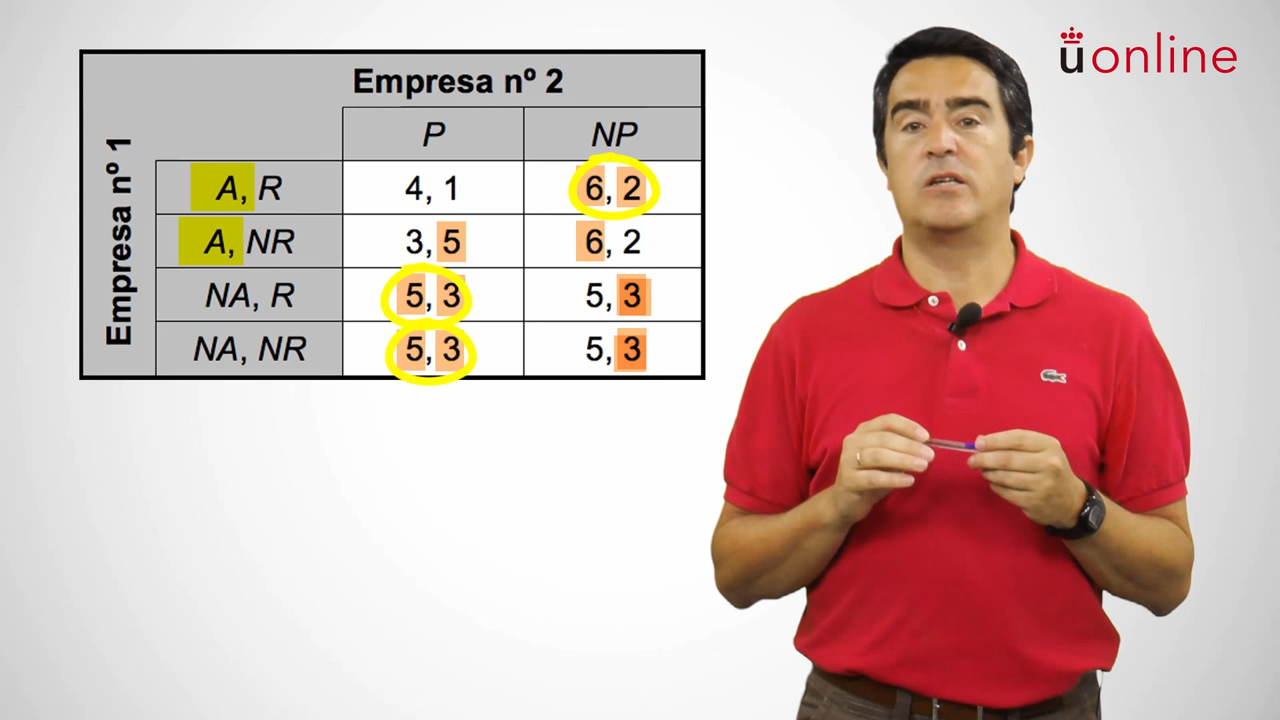 ü online
Empresa nº 2
Empresa nº 1
P NP
A, R 4, 1 6, 2
A, NR 3, 5 6, 2
NA, R 5, 3 5, 3
NA, NR 5, 3 5, 3